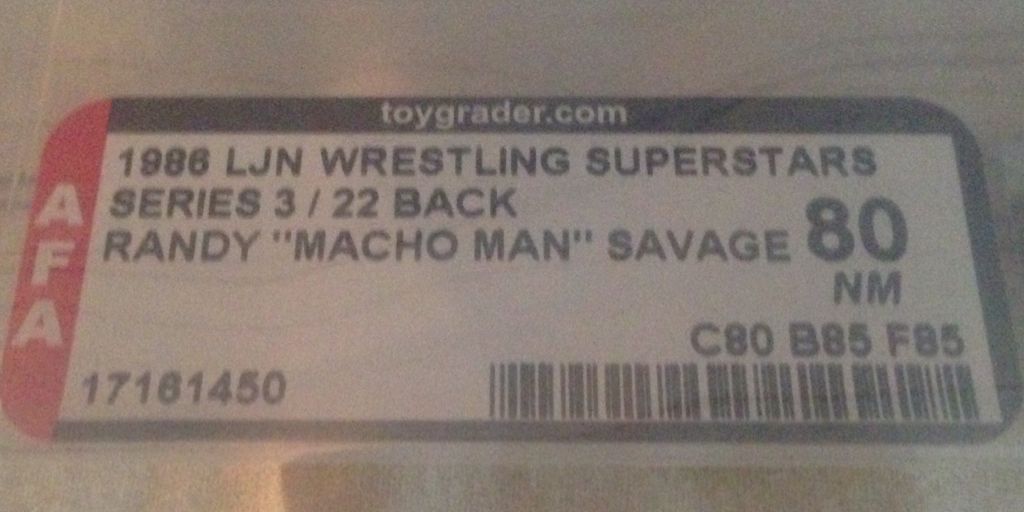 toygrader.com
AFA
1986 LJN WRESTLING SUPERSTARS
SERIES 3 / 22 BACK
RANDY "MACHO MAN" SAVAGE
80
NM
C80 B85 F85
17161450